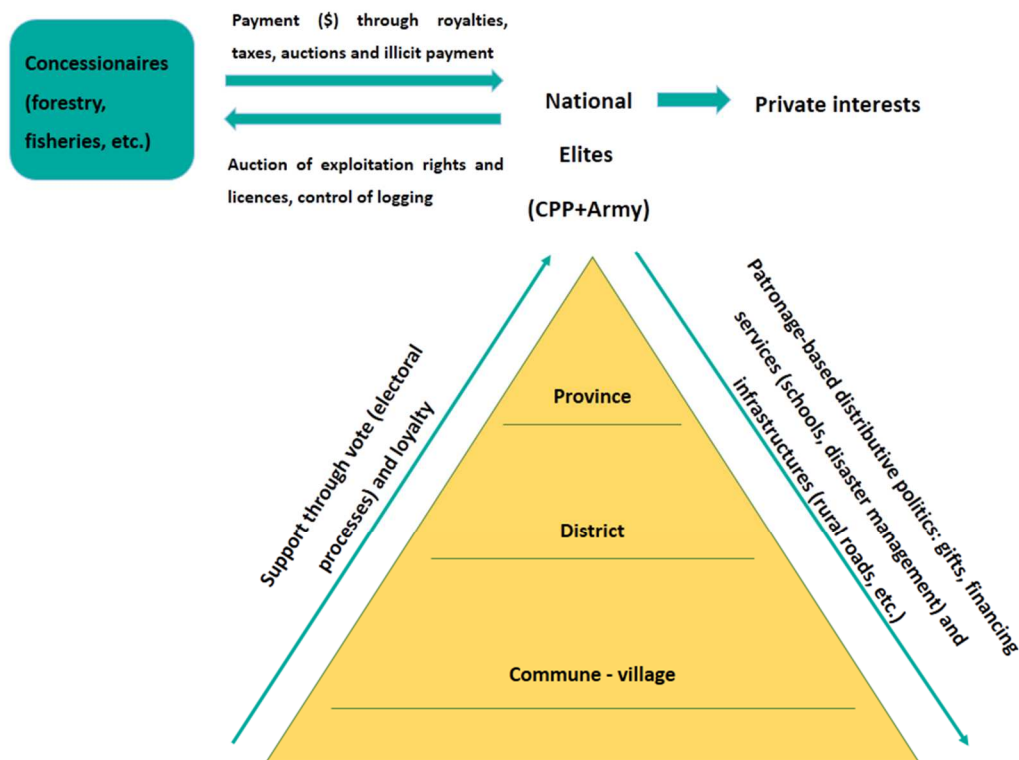 Payment ($) through royalties,
taxes, auctions and illicit payment
Concessionaires
(forestry,
fisheries, etc.)
National
Elites
(CPP+Army)
Private interests
Auction of exploitation rights and
licences, control of logging
Support through vote (electoral
processes) and loyalty
Patronage-based distributive politics: gifts, financing
services (schools, disaster management) and
infrastructures (rural roads, etc.)
Province
District
Commune - village